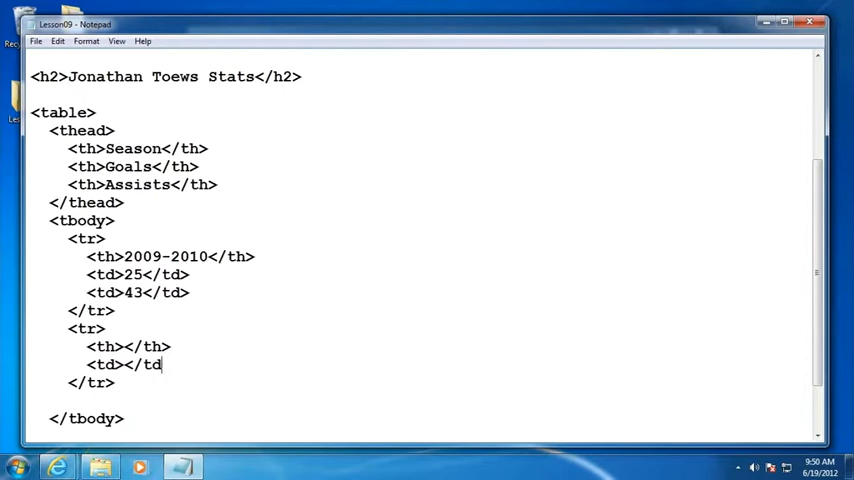 Lesson09 - Notepad
File Edit Format View Help
<h2>Jonathan Toews Stats</h2>
<table>
<thead>
<th>Season</th>
<th>Goals</th>
<th>Assists</th>
</thead>
<tbody>
<tr>
<th>2009-2010</th>
<td>25</td>
<td>43</td>
</tr>
<tr>
<th></th>
<td></td
</tr>
</tbody>
9:50 AM
6/19/2012